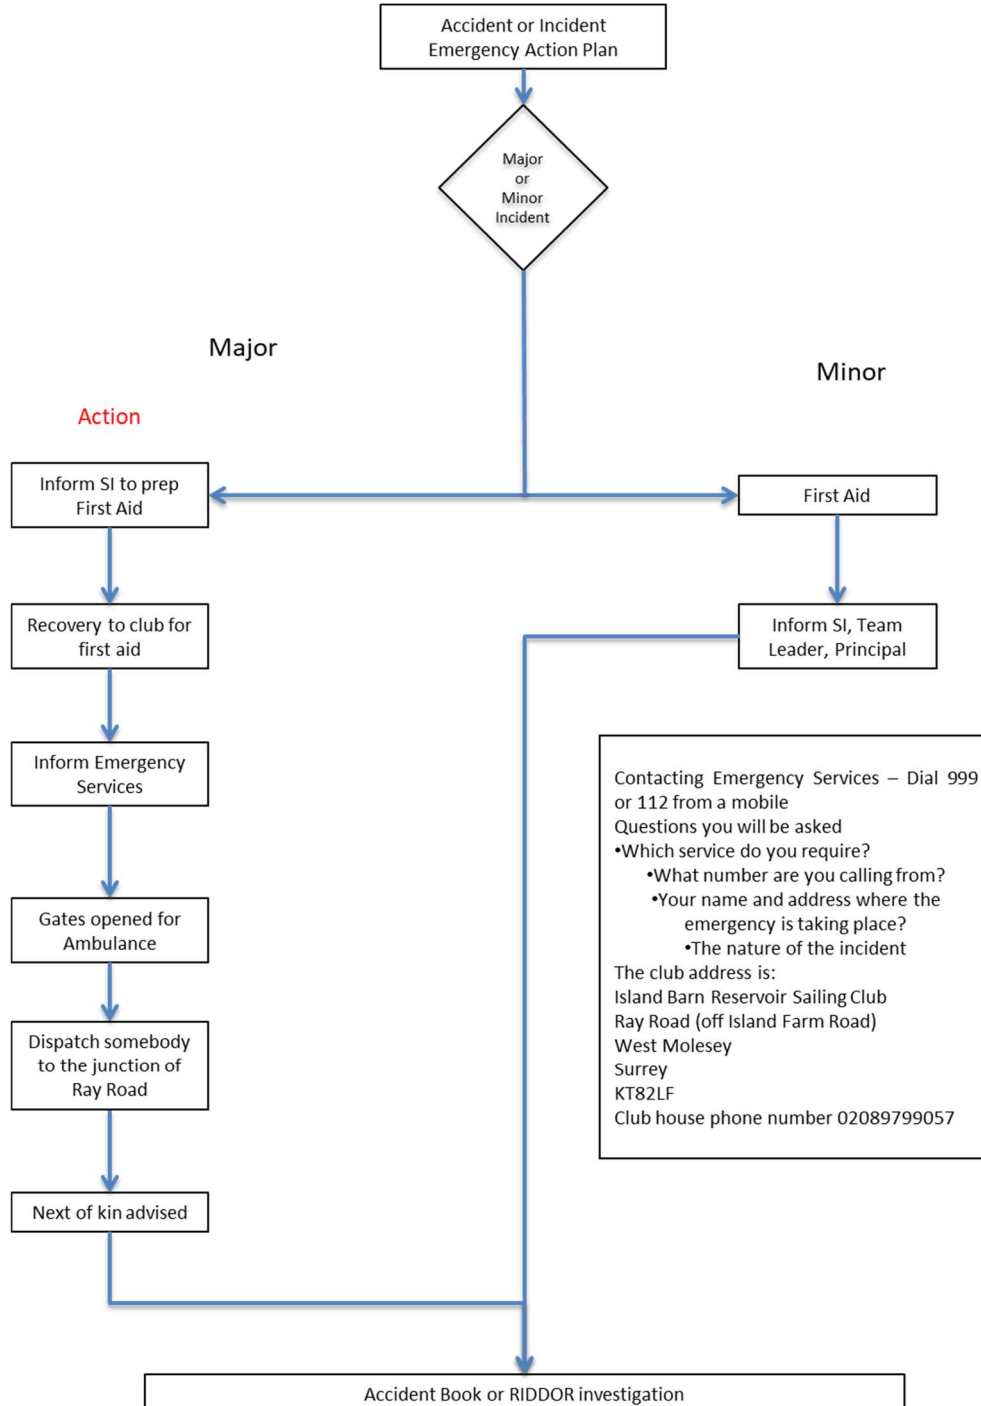 Accident or Incident
Emergency Action Plan
Major
or
Minor
Incident
Major
Minor
Action
Inform SI to prep
First Aid
First Aid
Recovery to club for
first aid
Inform SI, Team
Leader, Principal
Inform Emergency
Services
Contacting Emergency Services – Dial 999
or 112 from a mobile
Questions you will be asked
•Which service do you require?
•What number are you calling from?
•Your name and address where the
emergency is taking place?
•The nature of the incident
The club address is:
Island Barn Reservoir Sailing Club
Ray Road (off Island Farm Road)
West Molesey
Surrey
KT82LF
Club house phone number 02089799057
Gates opened for
Ambulance
Dispatch somebody
to the junction of
Ray Road
Next of kin advised
Accident Book or RIDDOR investigation